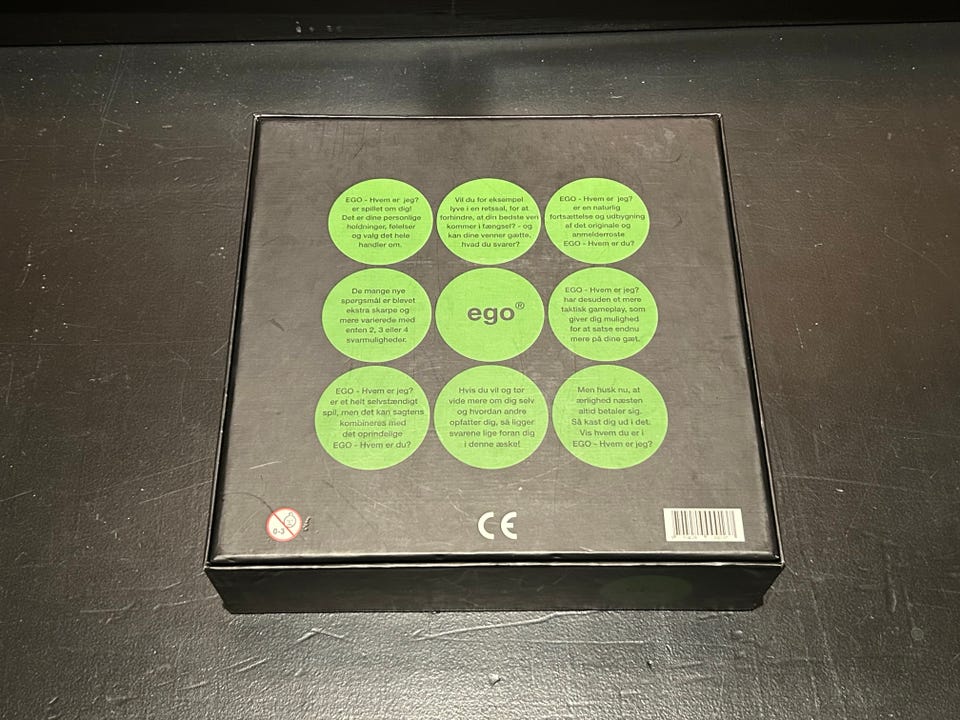 EGO - Hvem er jeg?
er spillet om dig!
Det er dine personlige
holdninger, følelser
og valg det hele
handler om.
Vil du for eksempel
lyve i en retssal, for at
forhindre, at din bedste ven
kommer i fængsel? - og
kan dine venner gætte,
hvad du svarer?
EGO - Hvem er jeg?
er en naturlig
fortsættelse og udbygning
af det originale og
anmelderroste
EGO - Hvem er du?
De mange nye
spørgsmål er blevet
ekstra skarpe og
mere varierede med
enten 2, 3 eller 4
svarmuligheder.
ego®
EGO - Hvem er jeg?
har desuden et mere
taktisk gameplay, som
giver dig mulighed
for at satse endnu
mere på dine gæt.
EGO - Hvem er jeg?
er et helt selvstændigt
spil, men det kan sagtens
kombineres med
det oprindelige
EGO - Hvem er du?
Hvis du vil og tør
vide mere om dig selv
og hvordan andre
opfatter dig, så ligger
svarene lige foran dig
i denne æske!
Men husk nu, at
ærlighed næsten
altid betaler sig.
Så kast dig ud i det:
Vis hvem du er i
EGO - Hvem er jeg?
0-3
CE